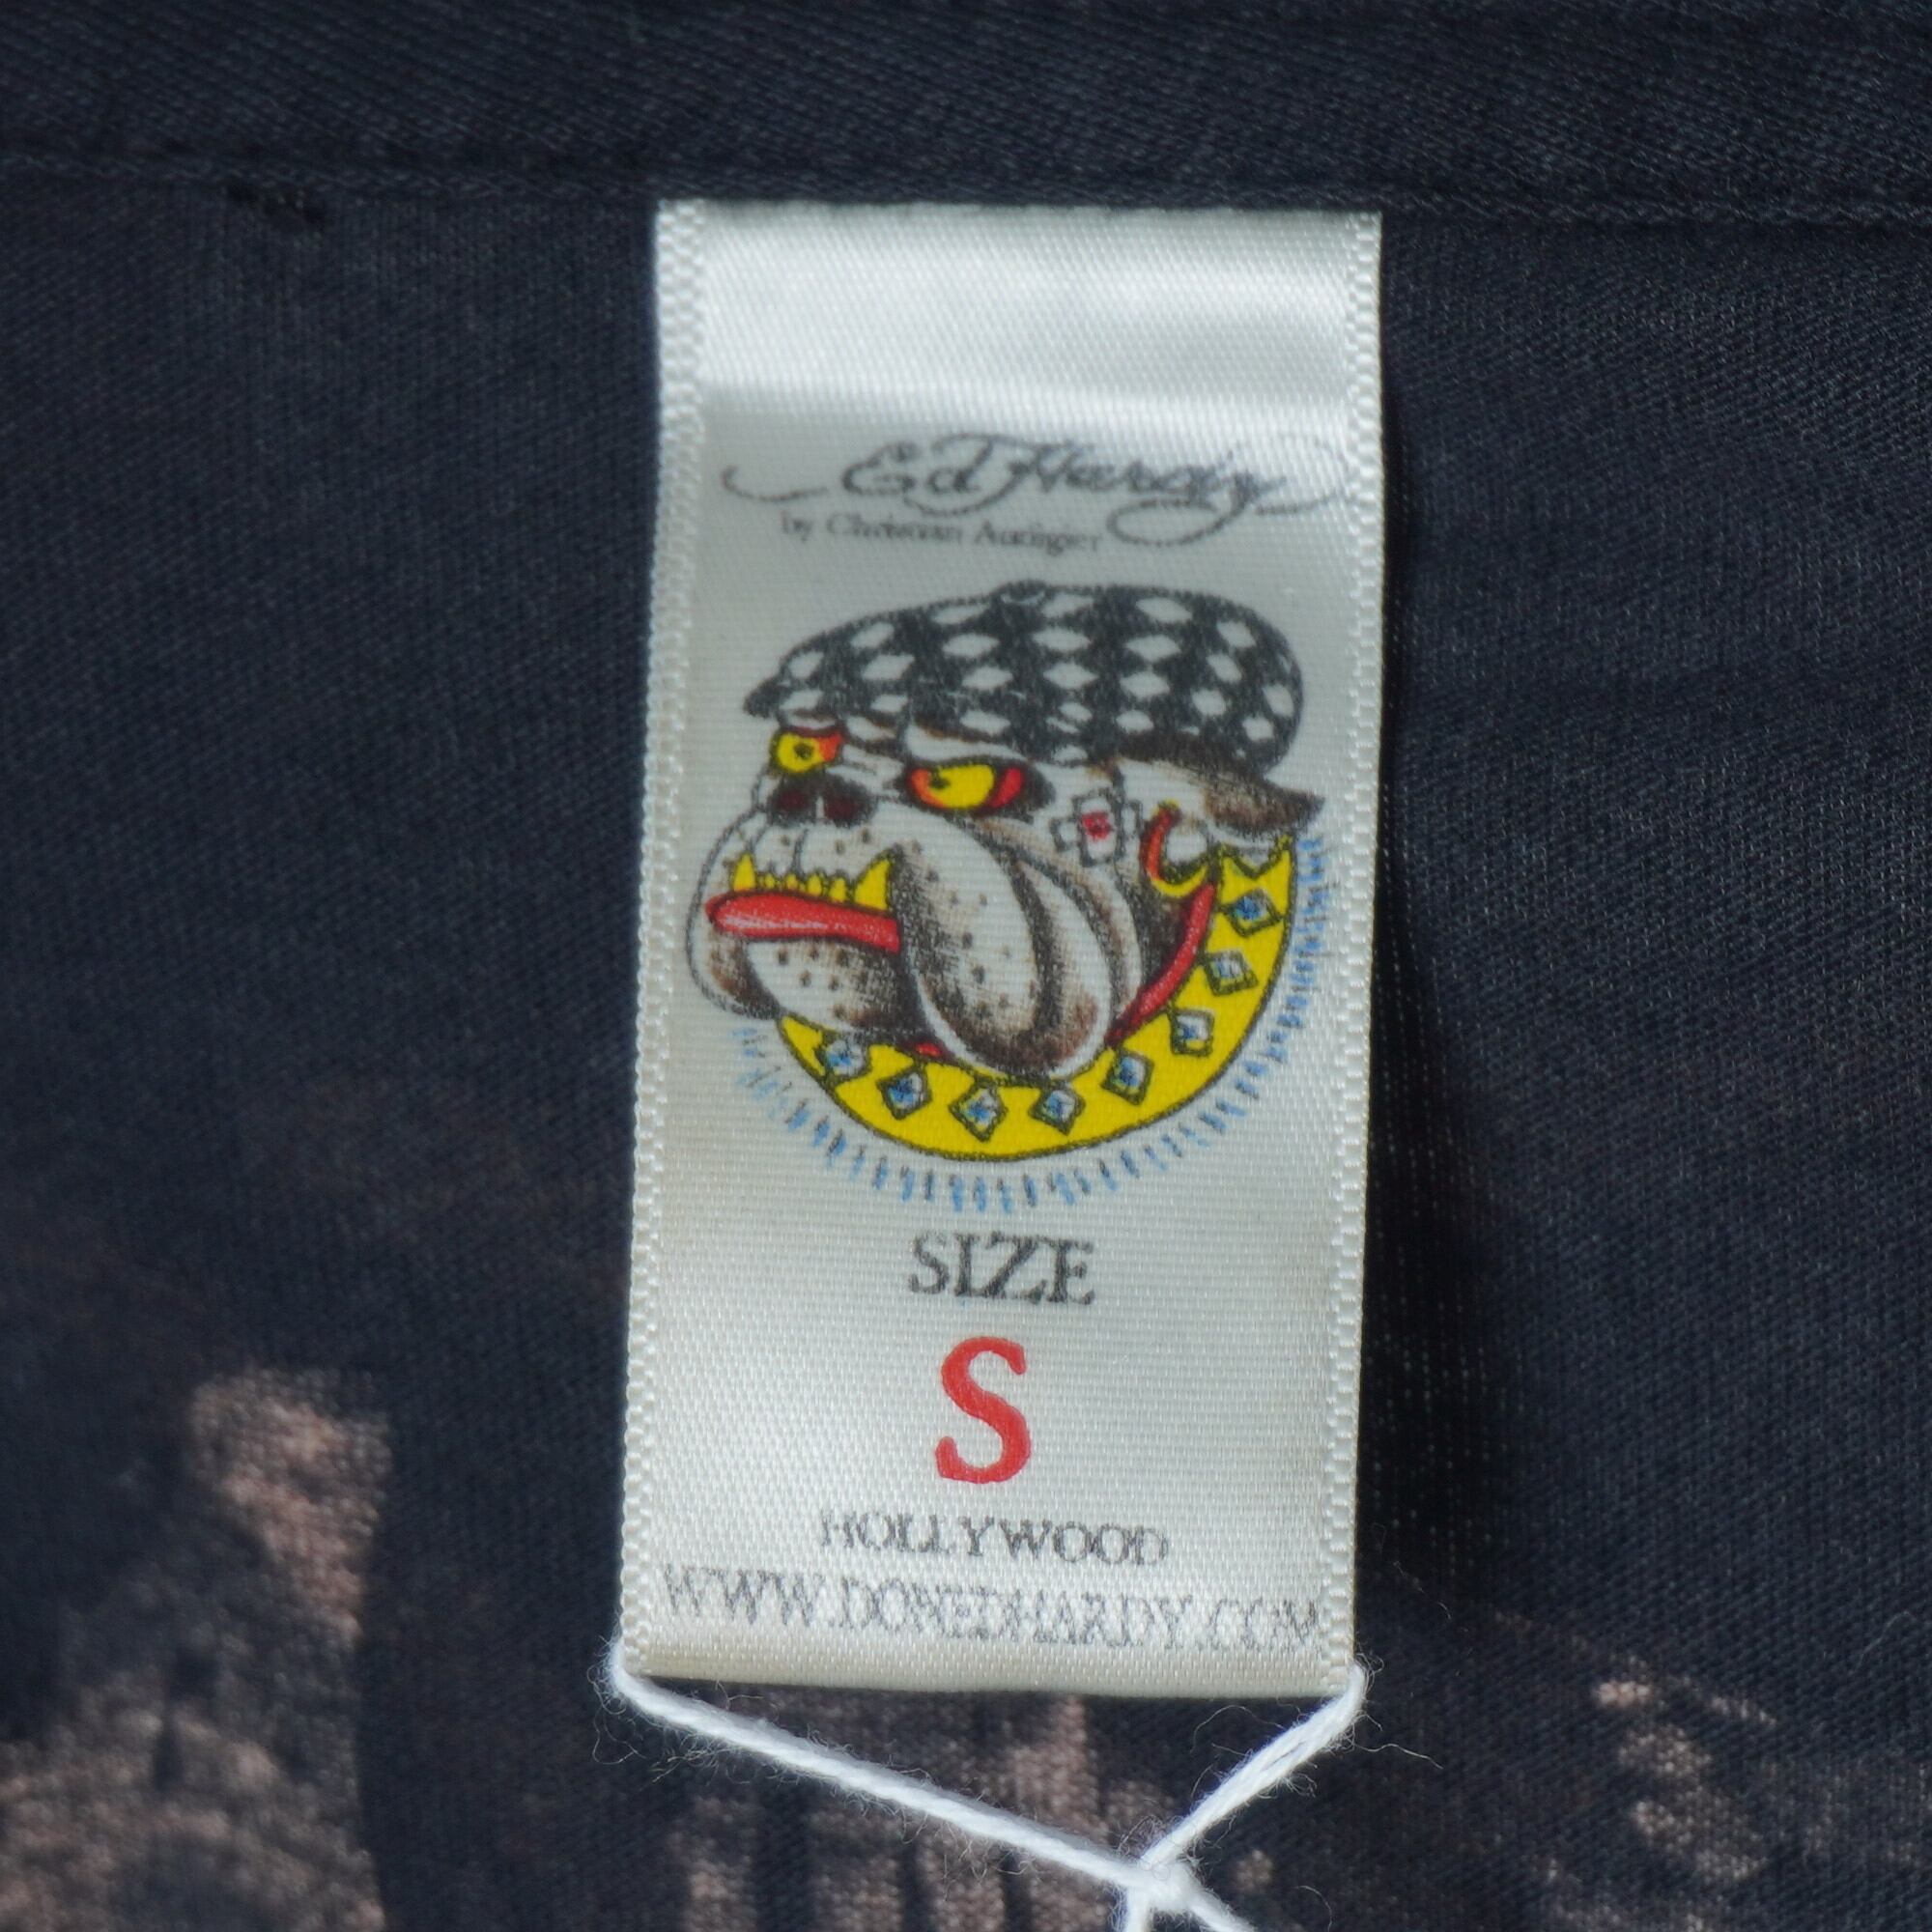 Ed Hardy
by Christian Audigier
SIZE
S
HOLLYWOOD
WWW.DONEDHARDY.COM